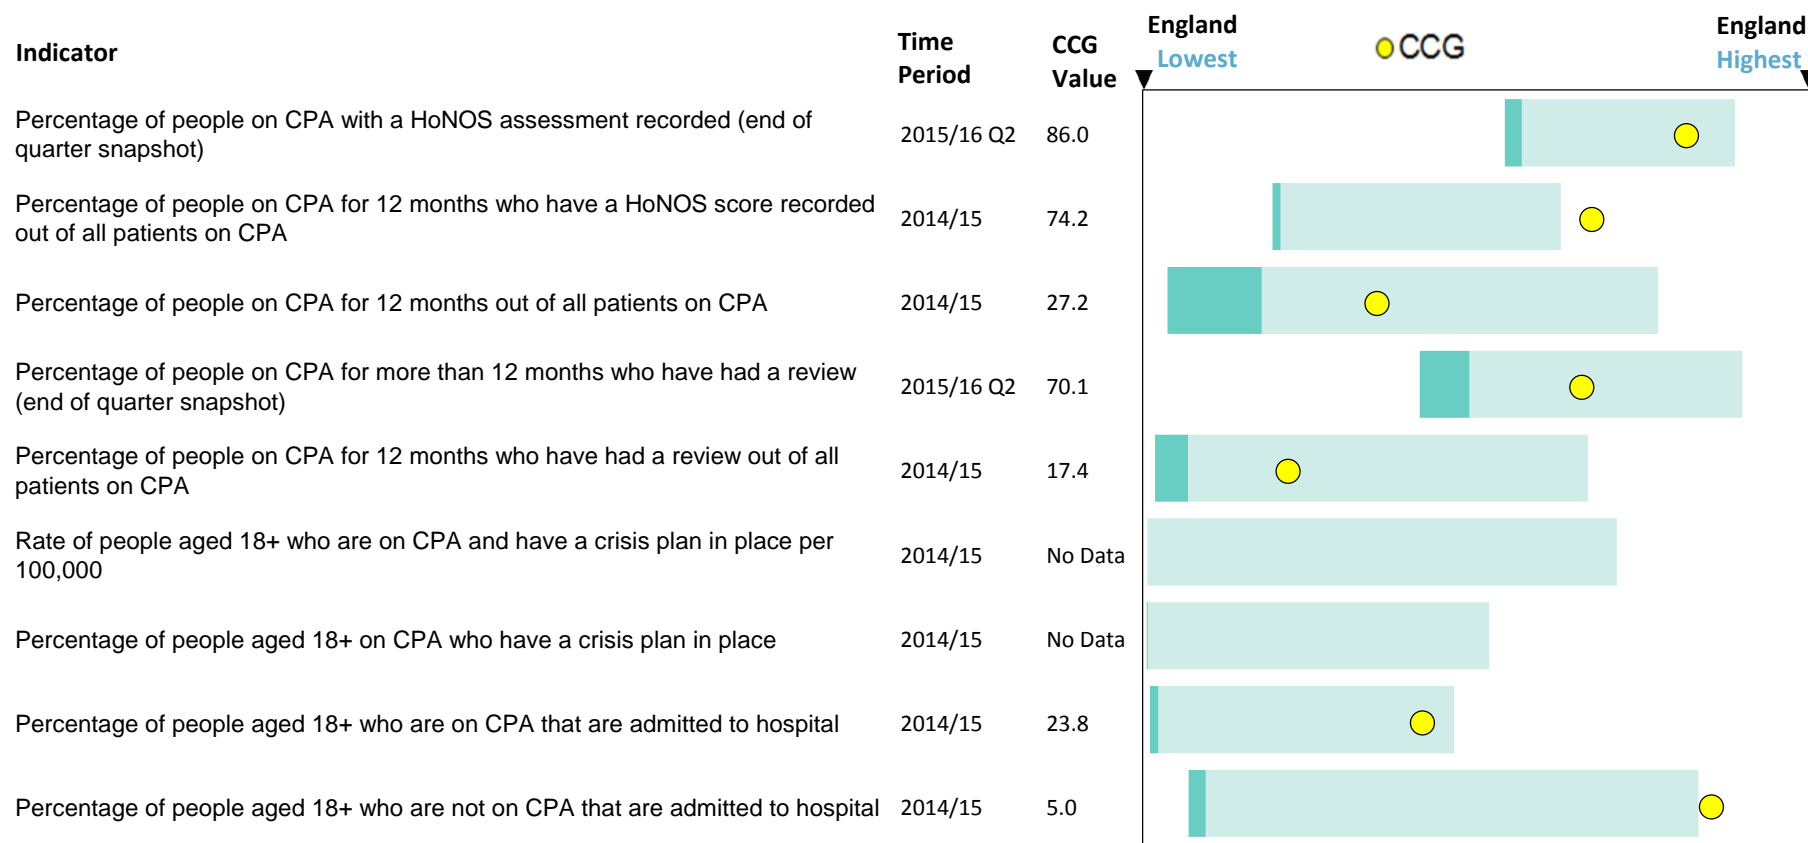 Indicator
Time
Period
CCG
Value
England
Lowest
CCG
England
Highest
Percentage of people on CPA with a HoNOS assessment recorded (end of
quarter snapshot)
2015/16 Q2
86.0
Percentage of people on CPA for 12 months who have a HoNOS score recorded
out of all patients on CPA
2014/15
74.2
Percentage of people on CPA for 12 months out of all patients on CPA
2014/15
27.2
Percentage of people on CPA for more than 12 months who have had a review
(end of quarter snapshot)
2015/16 Q2
70.1
Percentage of people on CPA for 12 months who have had a review out of all
patients on CPA
2014/15
17.4
Rate of people aged 18+ who are on CPA and have a crisis plan in place per
100,000
2014/15
No Data
Percentage of people aged 18+ on CPA who have a crisis plan in place
2014/15
No Data
Percentage of people aged 18+ who are on CPA that are admitted to hospital
2014/15
23.8
Percentage of people aged 18+ who are not on CPA that are admitted to hospital
2014/15
5.0